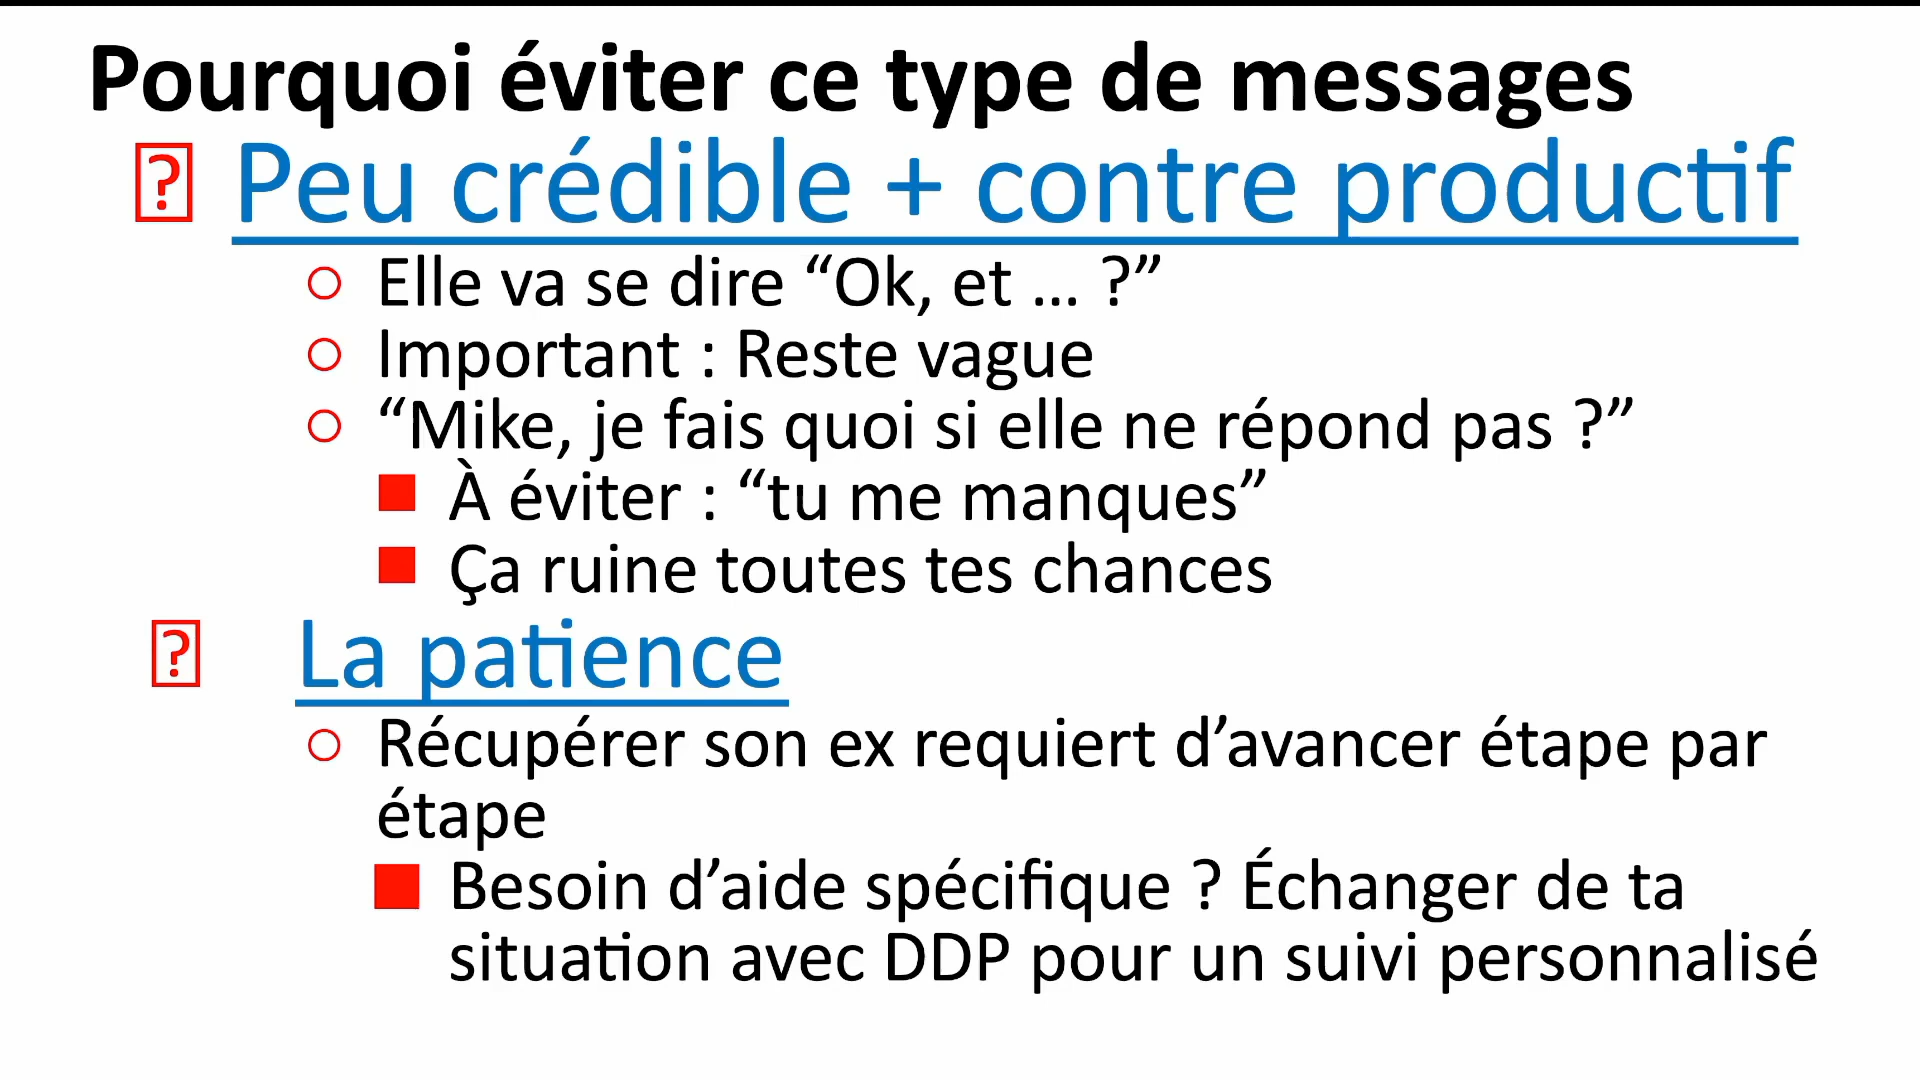 Pourquoi éviter ce type de messages
Peu crédible + contre productif
Elle va se dire “Ok, et ... ?”
Important : Reste vague
“Mike, je fais quoi si elle ne répond pas ?”
À éviter : “tu me manques”
Ça ruine toutes tes chances
La patience
Récupérer son ex requiert d’avancer étape par
étape
Besoin d’aide spécifique ? Échanger de ta
situation avec DDP pour un suivi personnalisé